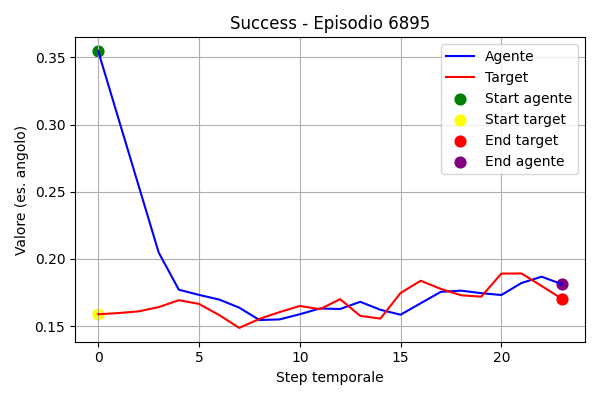 Success - Episodio 6895
Valore (es. angolo)
0.35
0.30
0.25
0.20
0.15
0
5
10
15
20
Step temporale
Agente
Target
Start agente
Start target
End target
End agente